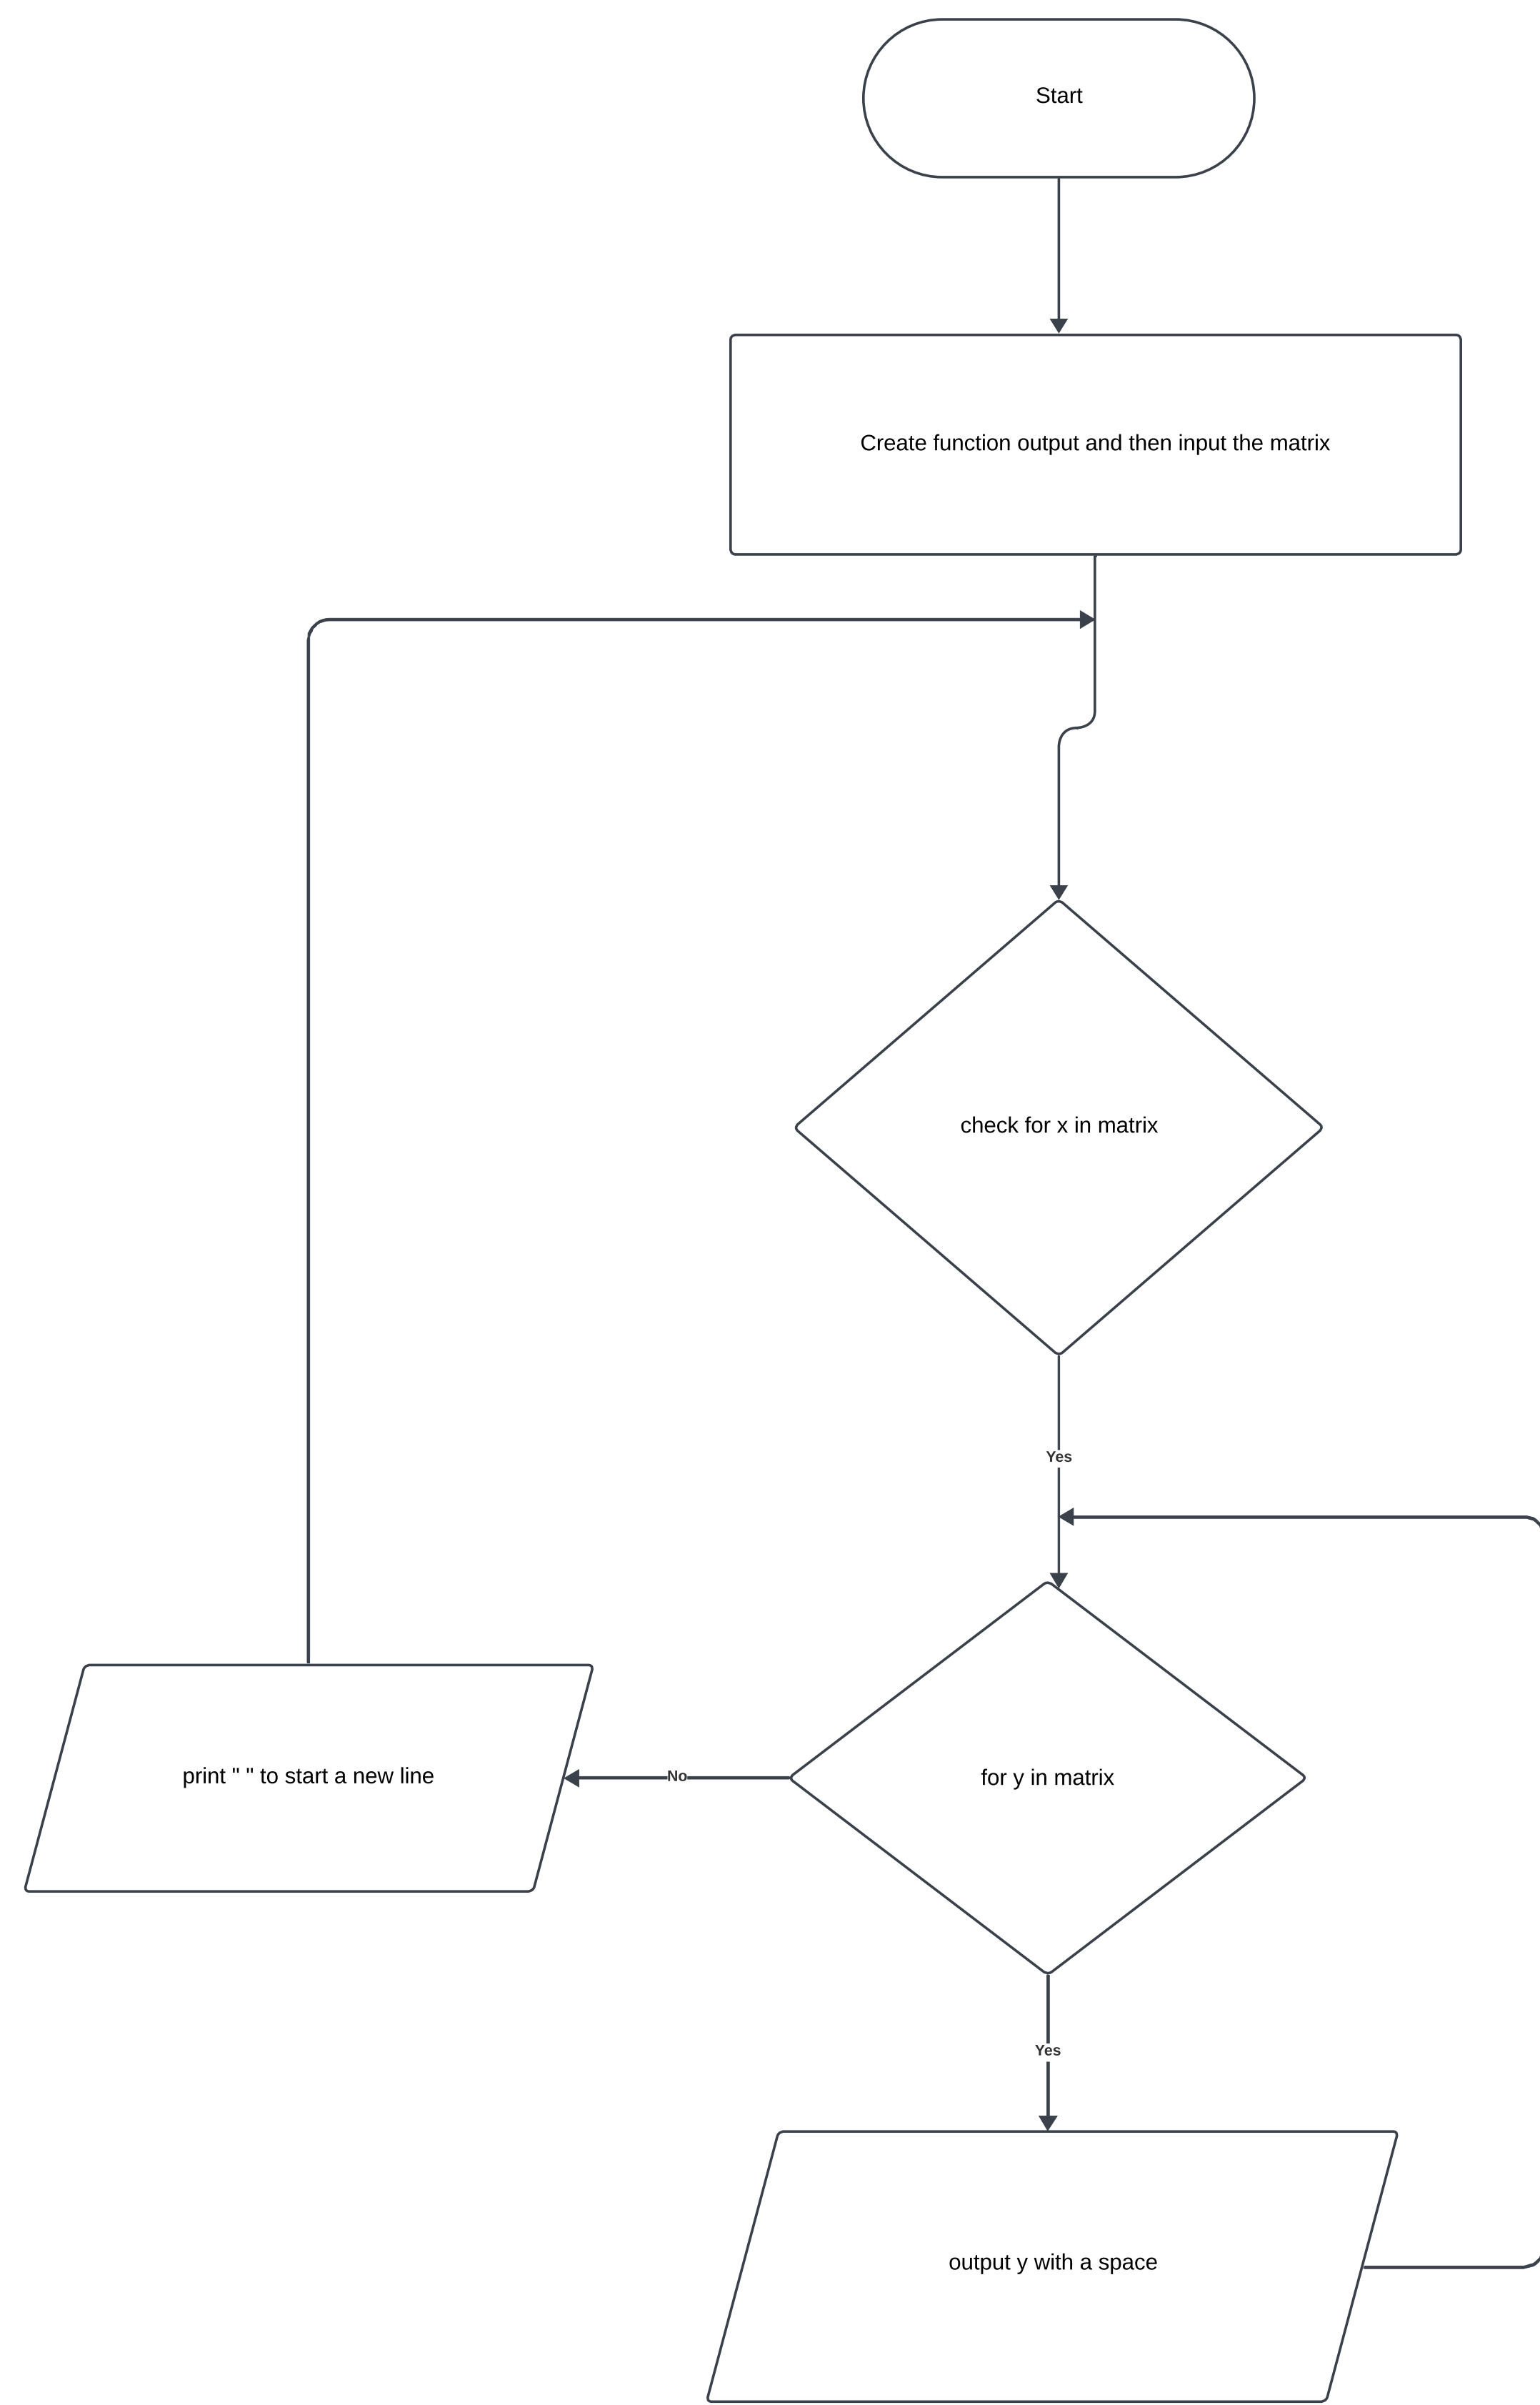 Start
Create function output and then input the matrix
check for x in matrix
Yes
for y in matrix
No
print " " to start a new line
Yes
output y with a space